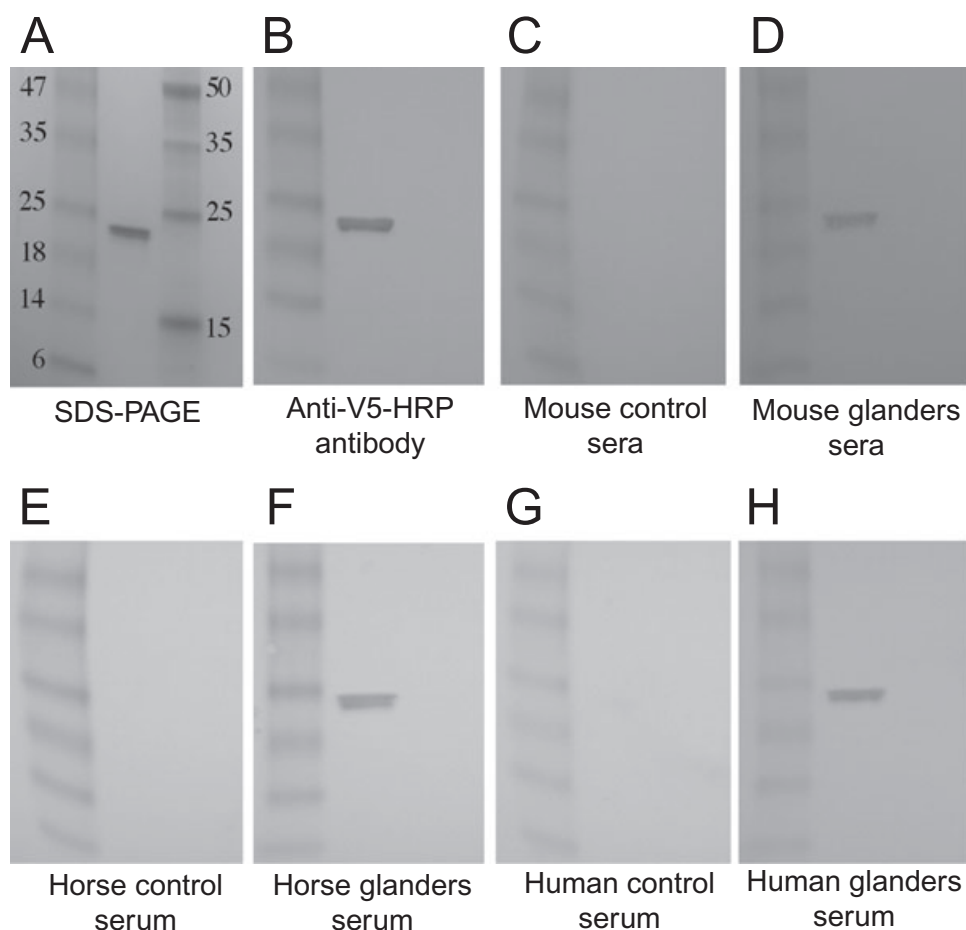 A
B
C
D
47
35
25
18
14
6
50
35
25
15
SDS-PAGE
Anti-V5-HRP
antibody
Mouse control
sera
Mouse glanders
sera
E
F
G
H
Horse control
serum
Horse glanders
serum
Human control
serum
Human glanders
serum